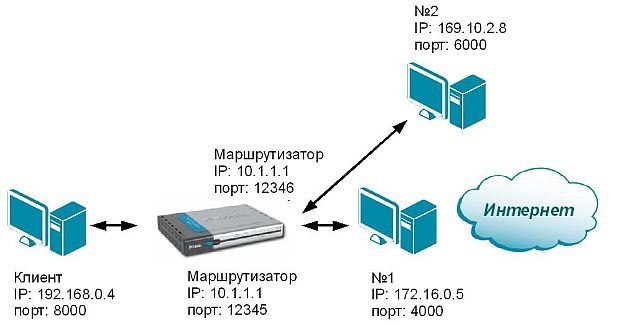 №2
IP: 169.10.2.8
порт: 6000
Маршрутизатор
IP: 10.1.1.1
порт: 12346
Интернет
D-Link
Клиент
IP: 192.168.0.4
порт: 8000
Маршрутизатор
IP: 10.1.1.1
порт: 12345
№1
IP: 172.16.0.5
порт: 4000